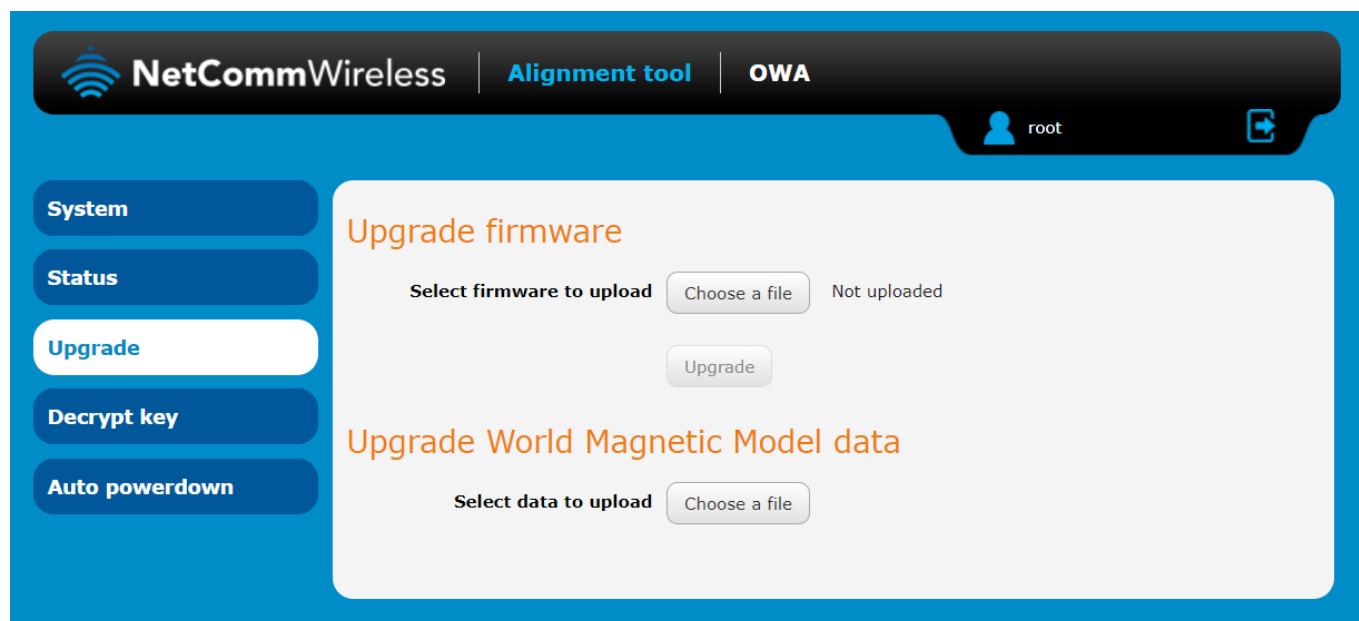 NetCommWireless Alignment tool OWA
root
System
Status
Upgrade
Decrypt key
Auto powerdown
Upgrade firmware
Select firmware to upload Choose a file Not uploaded
Upgrade
Upgrade World Magnetic Model data
Select data to upload Choose a file